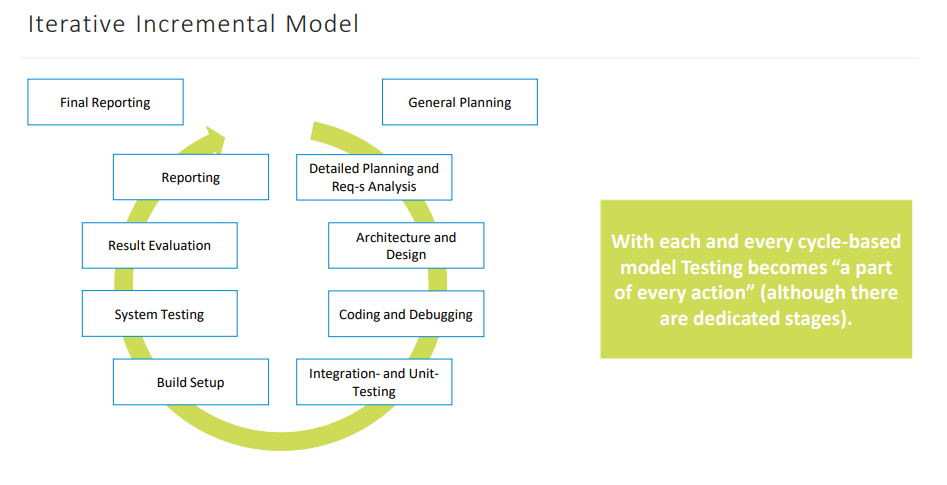 Iterative Incremental Model
Final Reporting
General Planning
Reporting
Detailed Planning and
Req-s Analysis
Result Evaluation
Architecture and
Design
System Testing
Coding and Debugging
Build Setup
Integration- and Unit-
Testing
With each and every cycle-based
model Testing becomes “a part
of every action” (although there
are dedicated stages).